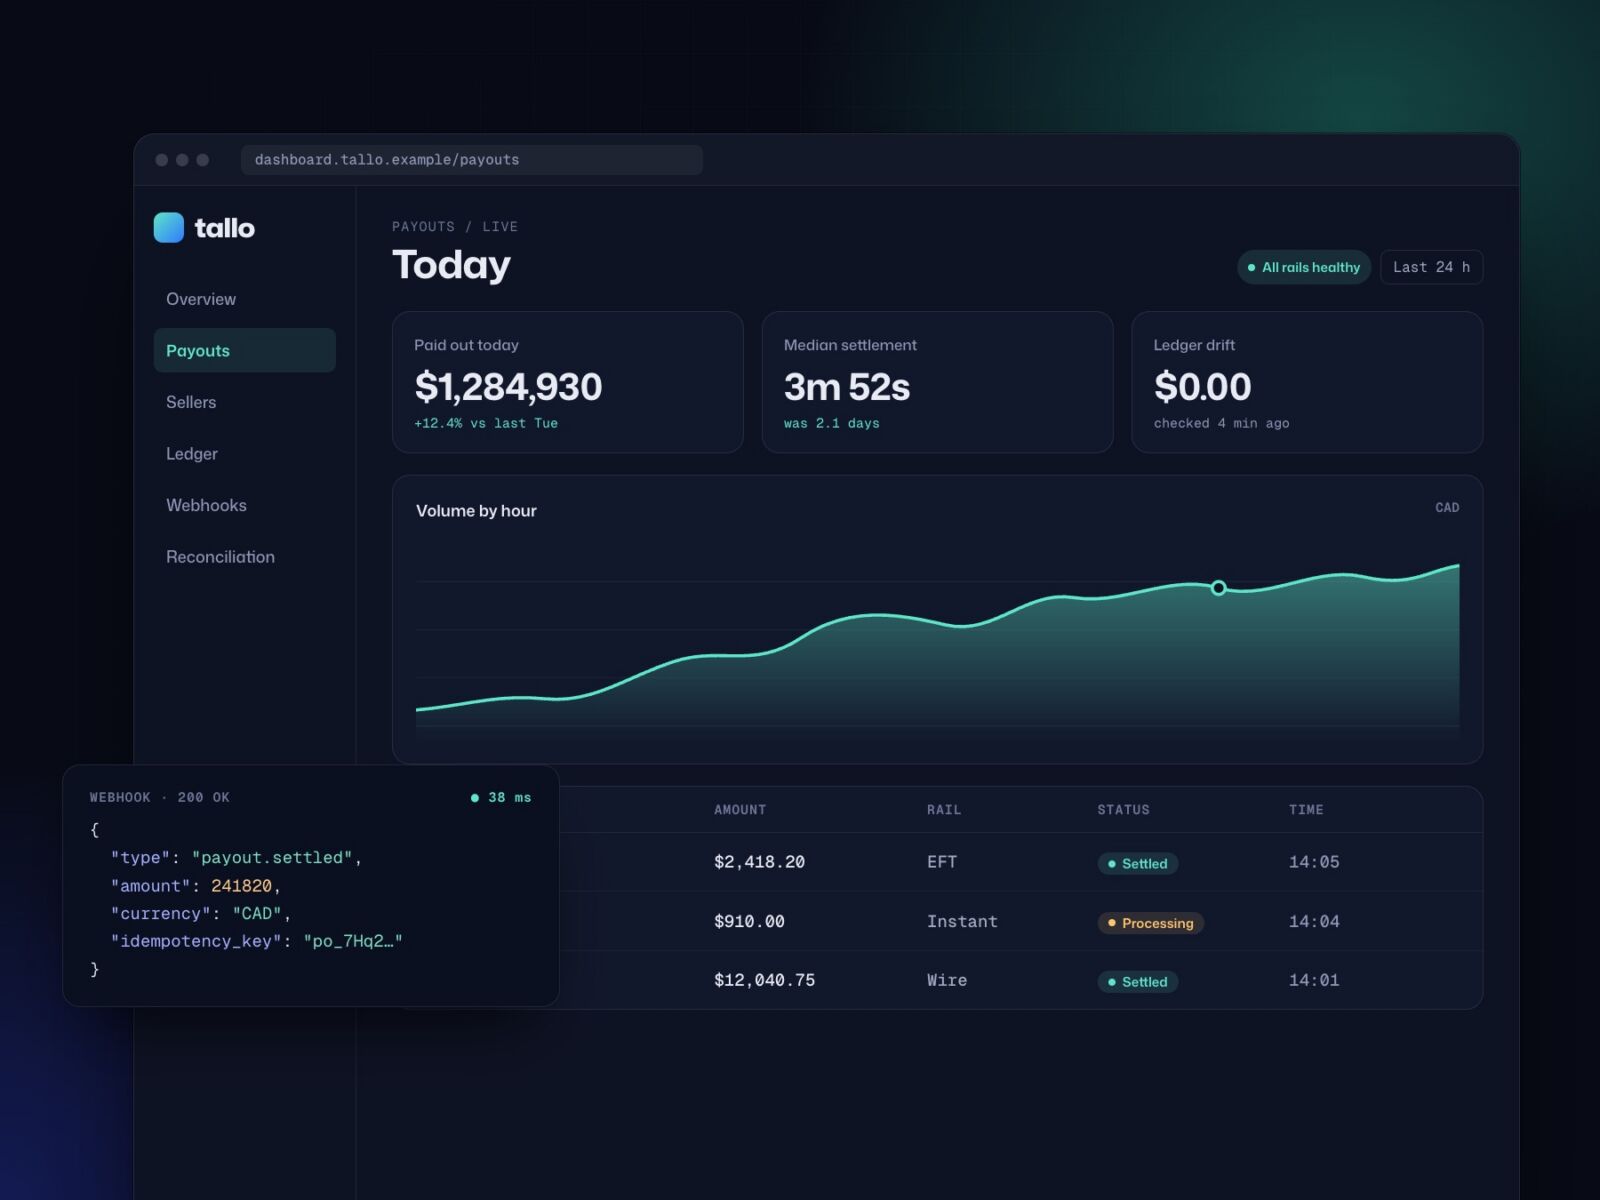 dashboard.tallo.example/payouts
tallo
Overview
Payouts
Sellers
Ledger
Webhooks
Reconciliation
PAYOUTS / LIVE
Today
All rails healthy
Last 24 h
Paid out today
$1,284,930
+12.4% vs last Tue
Median settlement
3m 52s
was 2.1 days
Ledger drift
$0.00
checked 4 min ago
Volume by hour
CAD
WEBHOOK · 200 OK
38 ms
{
"type": "payout.settled",
"amount": 241820,
"currency": "CAD",
"idempotency_key": "po_7Hq2…"
}
AMOUNT RAIL STATUS TIME
$2,418.20 EFT Settled 14:05
$910.00 Instant Processing 14:04
$12,040.75 Wire Settled 14:01